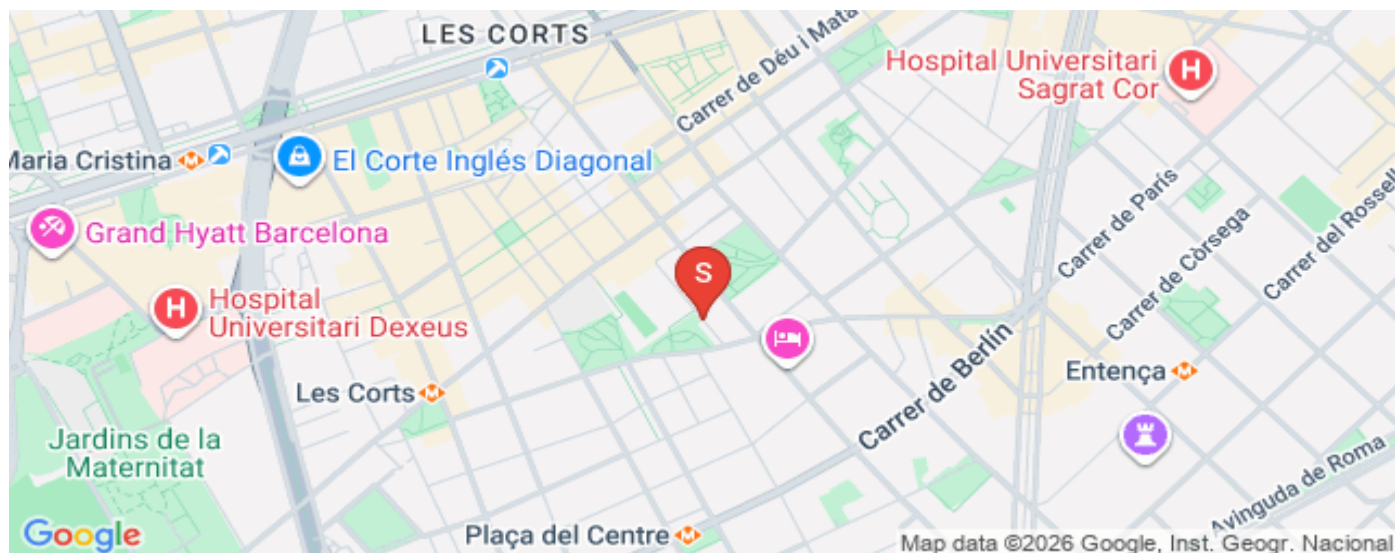 LES CORTS
Carrer de Déu i Mata
Hospital Universitari
Sagrat Cor
H
Maria Cristina
M
El Corte Inglés Diagonal
Carrer de París
Carrer de Còrsega
Carrer del Rossell
Grand Hyatt Barcelona
S
H
Hospital
Universitari Dexeus
Carrer de Berlín
Entença
M
Les Corts
M
Jardins de la
Maternitat
Avinguda de Roma
Plaça del Centre
M
Google
Map data ©2026 Google, Inst. Geogr. Nacional